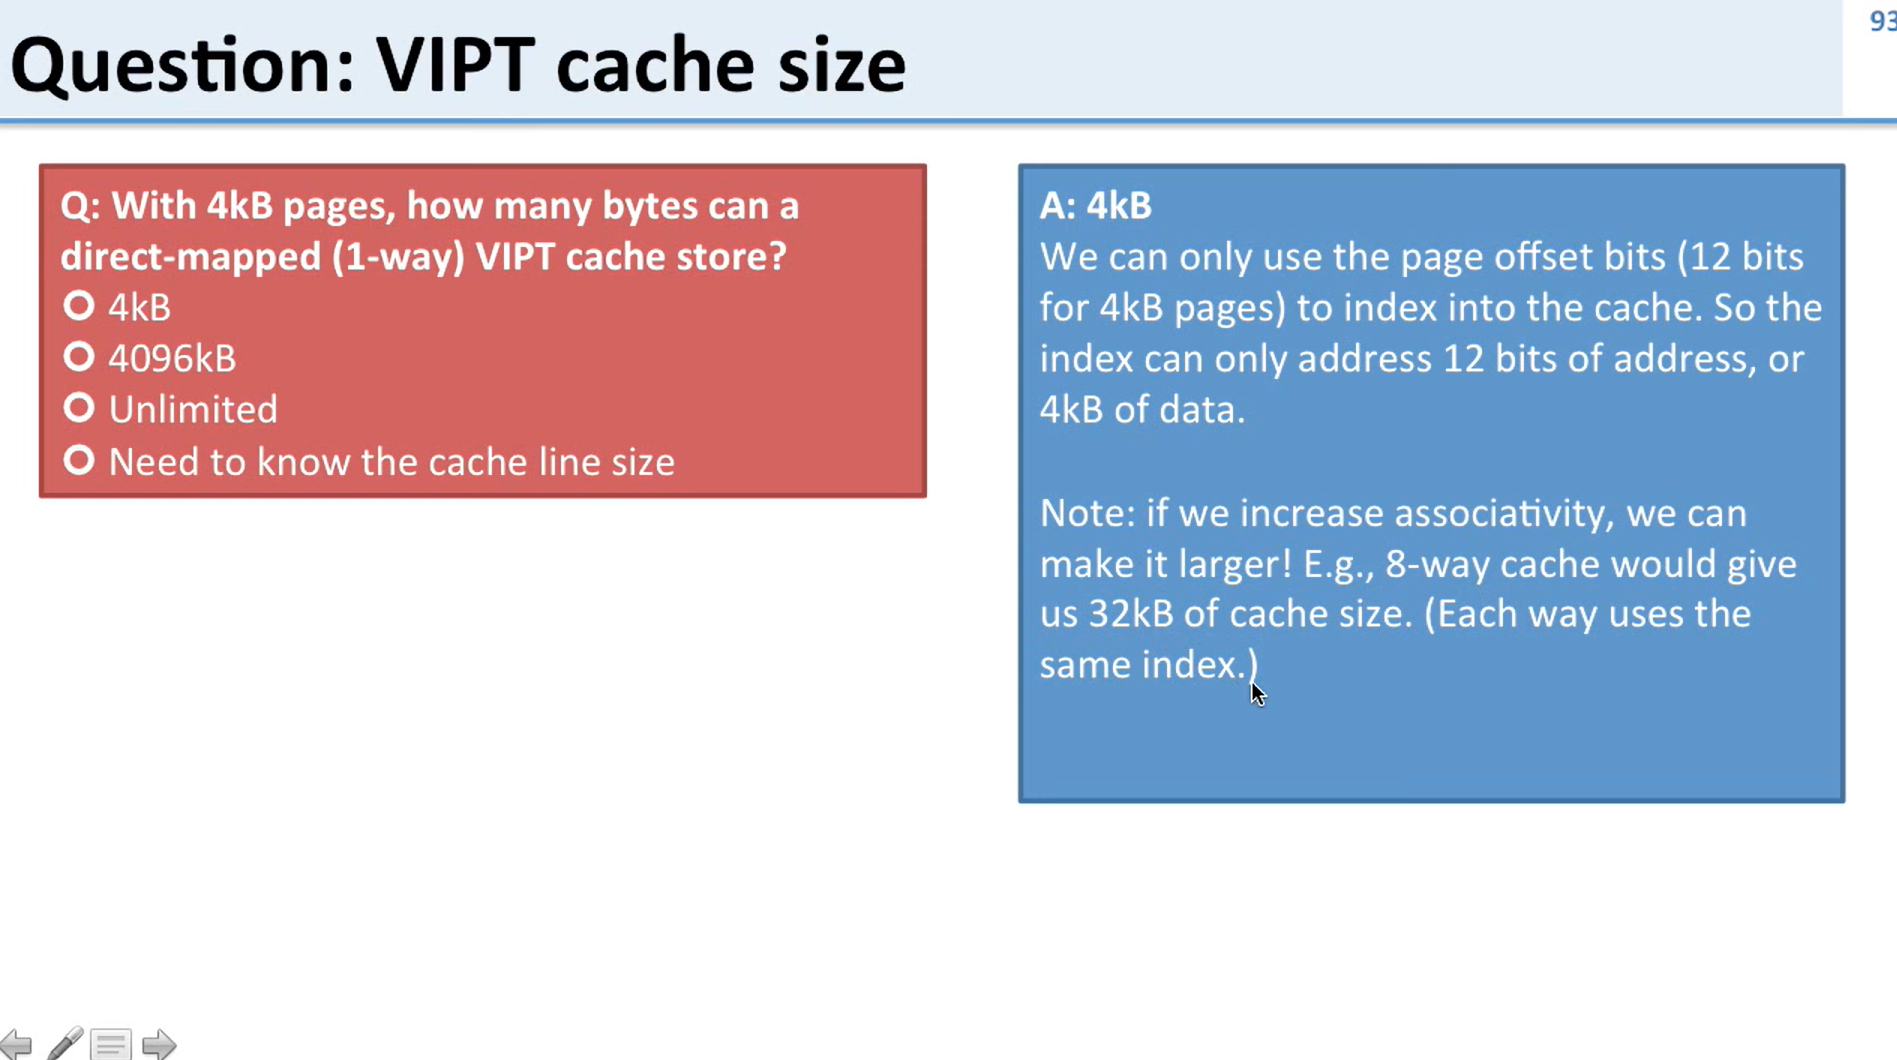 Question: VIPT cache size
93
Q: With 4kB pages, how many bytes can a
direct-mapped (1-way) VIPT cache store?
4kB
4096kB
Unlimited
Need to know the cache line size
A: 4kB
We can only use the page offset bits (12 bits
for 4kB pages) to index into the cache. So the
index can only address 12 bits of address, or
4kB of data.
Note: if we increase associativity, we can
make it larger! E.g., 8-way cache would give
us 32kB of cache size. (Each way uses the
same index.)